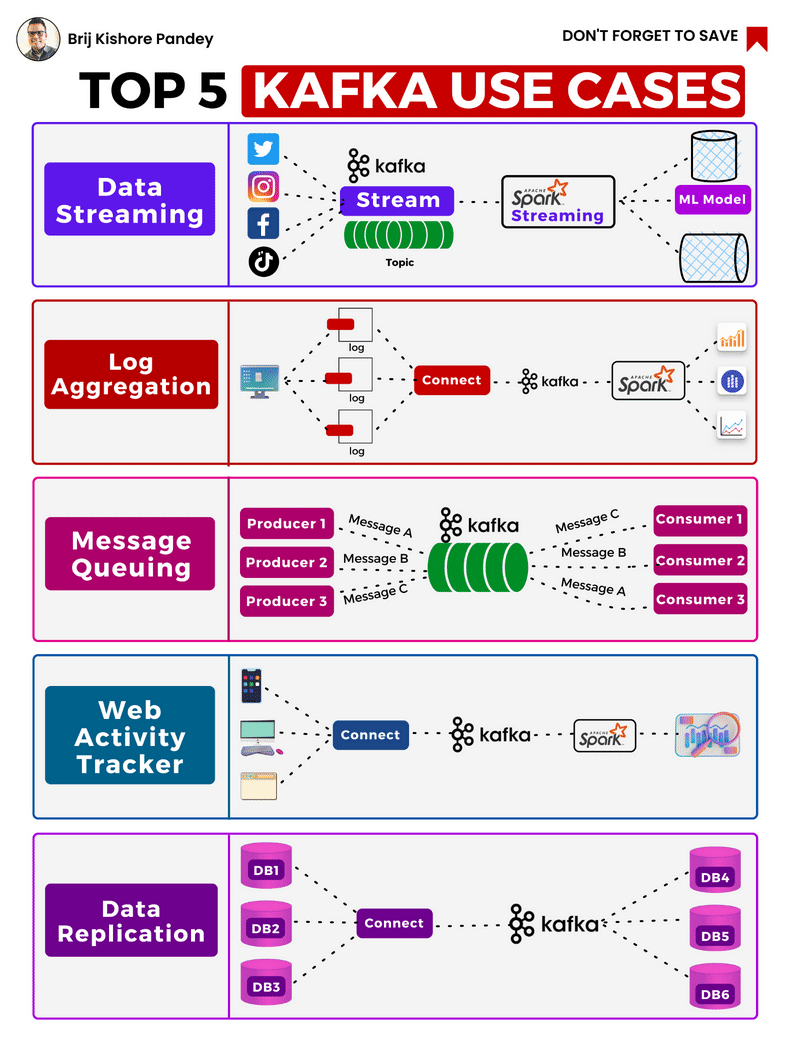 Brij Kishore Pandey
DON'T FORGET TO SAVE
TOP 5 KAFKA USE CASES
Data
Streaming
kafka
Stream
Topic
APACHE
Spark
Streaming
ML Model
Log
Aggregation
log
log
log
Connect
kafka
APACHE
Spark
Message
Queuing
Producer 1
Producer 2
Producer 3
Message A
Message B
Message C
kafka
Message C
Message B
Message A
Consumer 1
Consumer 2
Consumer 3
Web
Activity
Tracker
Connect
kafka
APACHE
Spark
Data
Replication
DB1
DB2
DB3
Connect
kafka
DB4
DB5
DB6